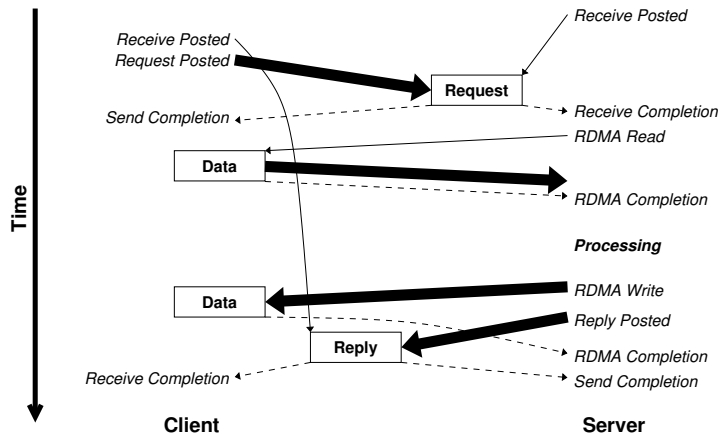 Receive Posted
Receive Posted
Request Posted
Request
Send Completion
Receive Completion
RDMA Read
Data
RDMA Completion
Time
Processing
Data
RDMA Write
Reply Posted
Reply
RDMA Completion
Receive Completion
Send Completion
Client
Server